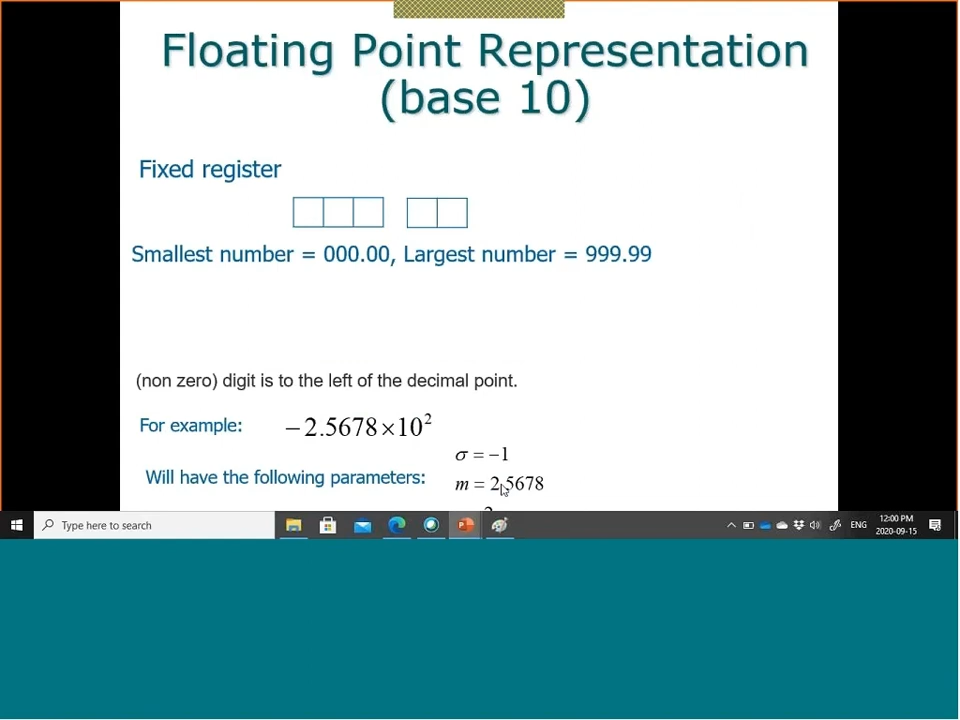 Floating Point Representation
(base 10)
Fixed register
Smallest number = 000.00, Largest number = 999.99
(non zero) digit is to the left of the decimal point.
For example: −2.5678×10²
σ = −1
Will have the following parameters:
m = 2.5678
Type here to search
ENG
12:00 PM
2020-09-15